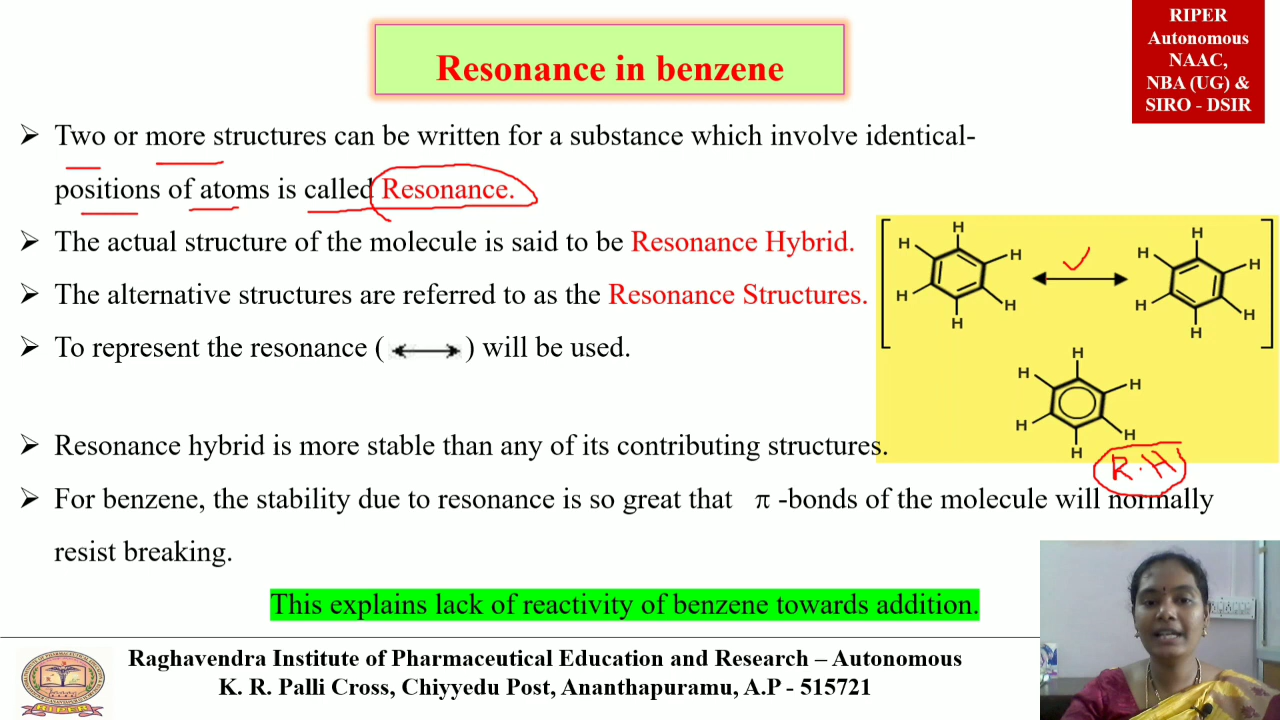 RIPER
Autonomous
NAAC,
NBA (UG) &
SIRO - DSIR
Resonance in benzene
➢ Two or more structures can be written for a substance which involve identical-
positions of atoms is called Resonance.
➢ The actual structure of the molecule is said to be Resonance Hybrid.
➢ The alternative structures are referred to as the Resonance Structures.
➢ To represent the resonance ( ⟷ ) will be used.
H H H H H H
H H H H H H
H H H H H H
R.H
➢ Resonance hybrid is more stable than any of its contributing structures.
➢ For benzene, the stability due to resonance is so great that π -bonds of the molecule will normally
resist breaking.
This explains lack of reactivity of benzene towards addition.
Raghavendra Institute of Pharmaceutical Education and Research – Autonomous
K. R. Palli Cross, Chiyyedu Post, Ananthapuramu, A.P - 515721